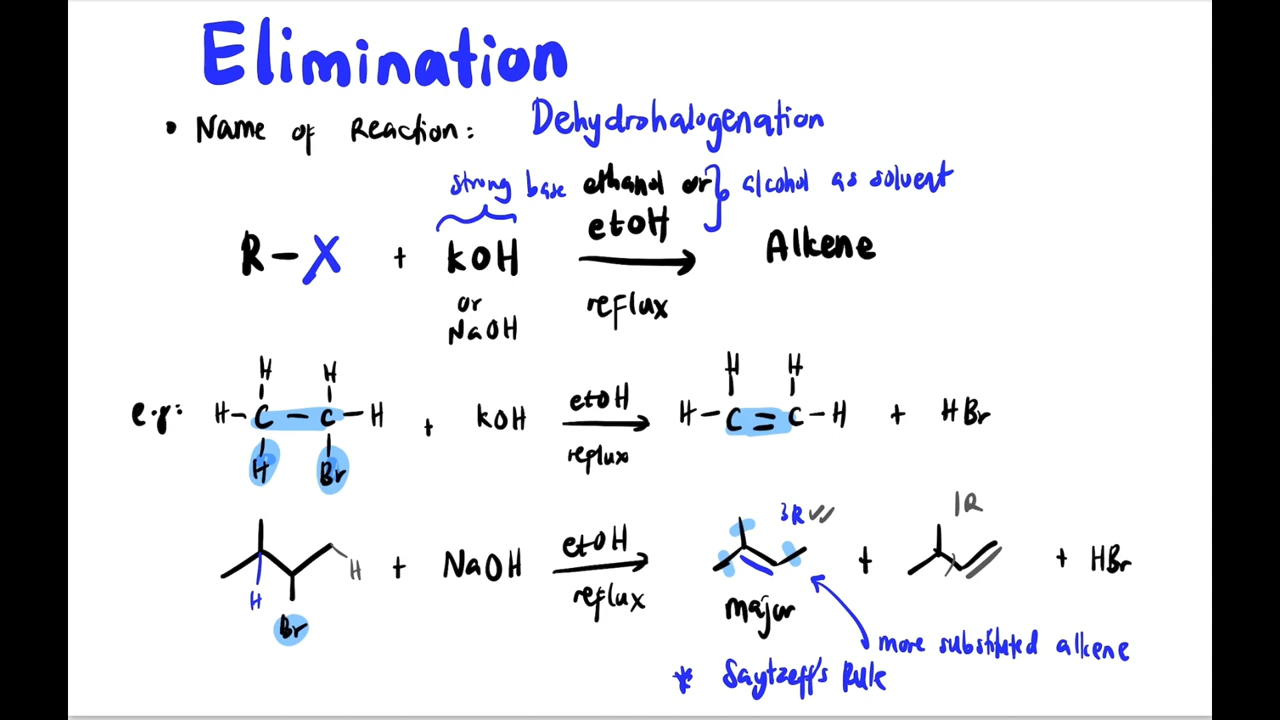 Elimination
• Name of Reaction: Dehydrohalogenation
strong base ethanol or alcohol as solvent
etOH
R-X + KOH Alkene
or reflux
NaOH
H H H H
e.g: H-C-C-H + KOH etOH H-C=C-H + HBr
H Br reflux
3R 1R
H + NaOH etOH + + HBr
H reflux
Br major
more substituted alkene
* Saytzeff's Rule